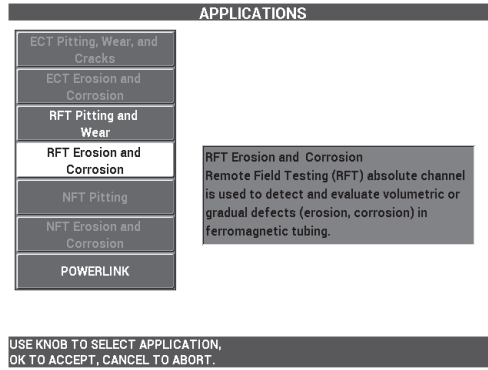 APPLICATIONS
ECT Pitting, Wear, and
Cracks
ECT Erosion and
Corrosion
RFT Pitting and
Wear
RFT Erosion and
Corrosion
NFT Pitting
NFT Erosion and
Corrosion
POWERLINK
RFT Erosion and Corrosion
Remote Field Testing (RFT) absolute channel
is used to detect and evaluate volumetric or
gradual defects (erosion, corrosion) in
ferromagnetic tubing.
USE KNOB TO SELECT APPLICATION,
OK TO ACCEPT, CANCEL TO ABORT.